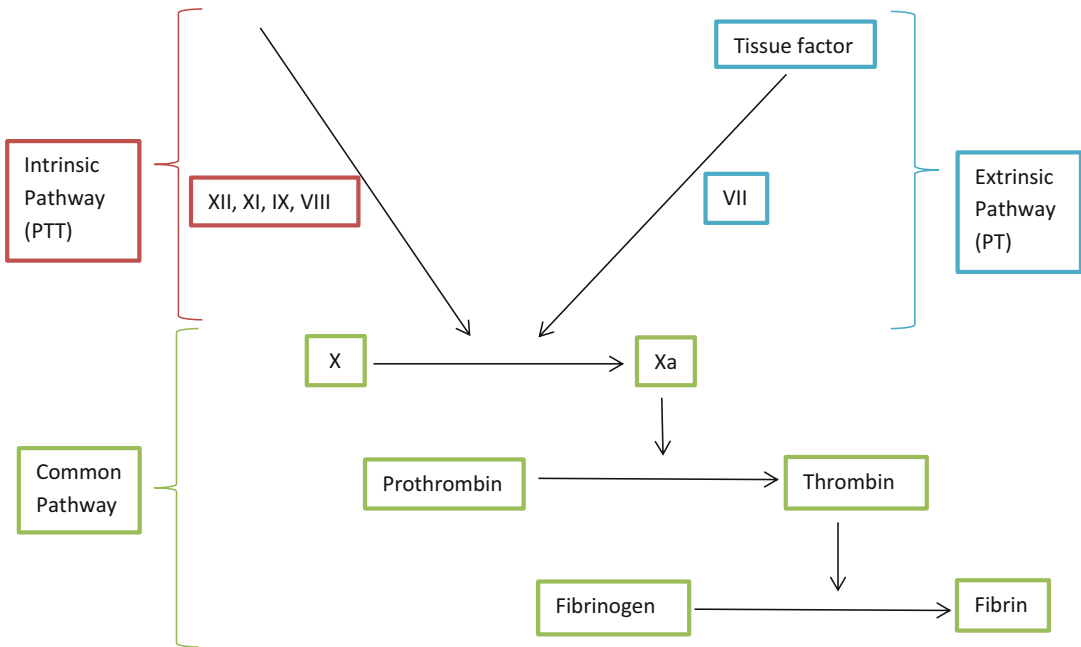 Tissue factor
Intrinsic
Pathway
(PTT)
XII, XI, IX, VIII
VII
Extrinsic
Pathway
(PT)
X
Xa
Common
Pathway
Prothrombin
Thrombin
Fibrinogen
Fibrin